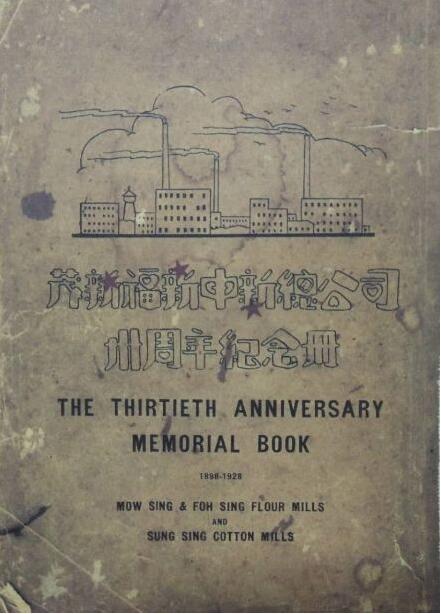 茂新福新申新總公司
卅周年紀念冊
THE THIRTIETH ANNIVERSARY
MEMORIAL BOOK
1898-1928
MOW SING & FOH SING FLOUR MILLS
AND
SUNG SING COTTON MILLS